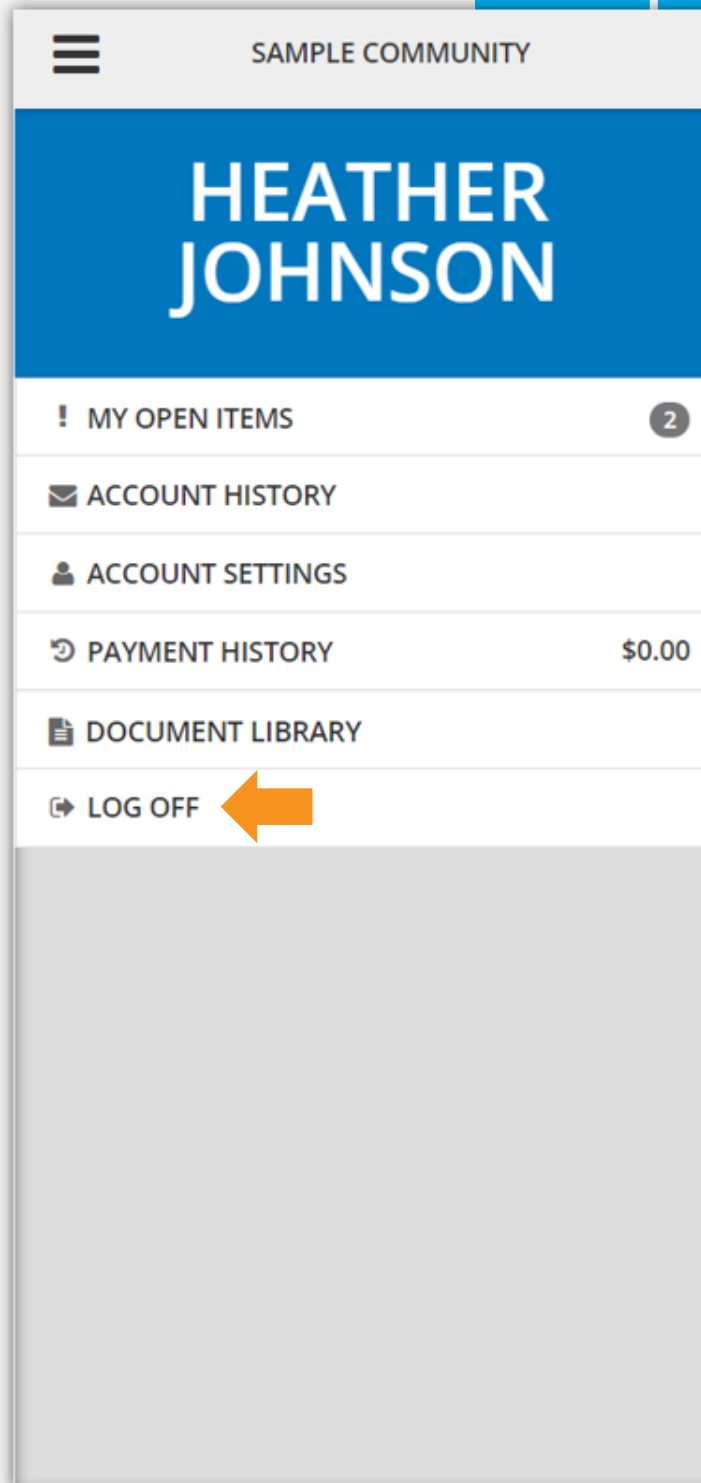 SAMPLE COMMUNITY
HEATHER
JOHNSON
! MY OPEN ITEMS 2
ACCOUNT HISTORY
ACCOUNT SETTINGS
PAYMENT HISTORY $0.00
DOCUMENT LIBRARY
LOG OFF